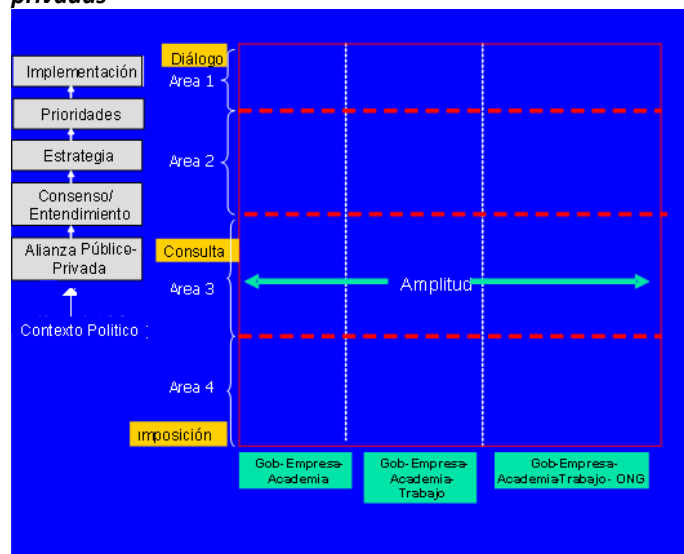 privadas
Diálogo
Implementación
Area 1
Prioridades
Estrategia
Area 2
Consenso/
Entendimiento
Alianza Público-
Privada
Consulta
Area 3
Amplitud
Contexto Político
Area 4
Imposición
Gob-Empresa-
Academia
Gob-Empresa-
Academia-
Trabajo
Gob-Empresa-
AcademiaTrabajo- ONG